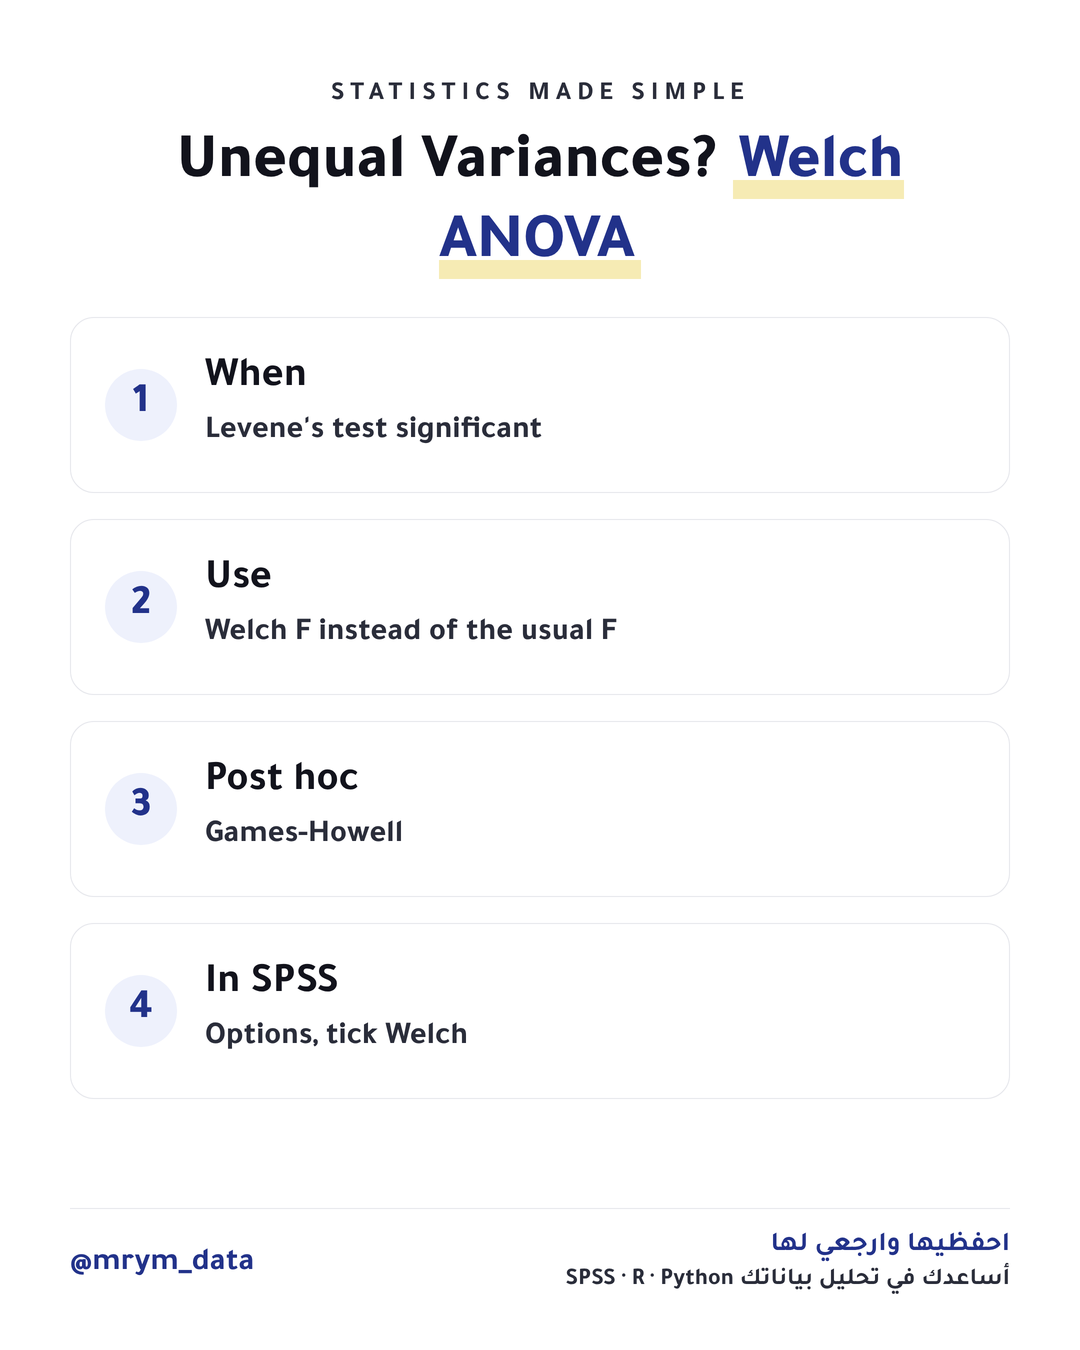 STATISTICS MADE SIMPLE
Unequal Variances? Welch
ANOVA
1
When
Levene's test significant
2
Use
Welch F instead of the usual F
3
Post hoc
Games-Howell
4
In SPSS
Options, tick Welch
@mrym_data
احفظيها وارجعي لها
أساعدك في تحليل بياناتك SPSS · R · Python